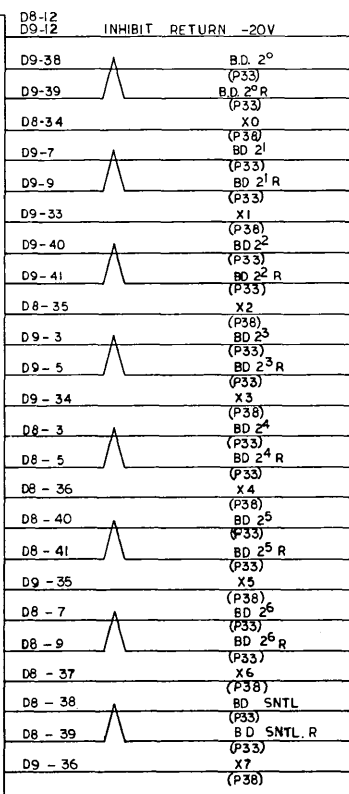 D8-12
D9-12 INHIBIT RETURN -20V
D9-38 B.D. 2⁰
(P33)
D9-39 B.D. 2⁰R
(P33)
D8-34 X0
(P38)
D9-7 BD 2¹
(P33)
D9-9 BD 2¹ R
(P33)
D9-33 X1
(P38)
D9-40 BD 2²
(P33)
D9-41 BD 2² R
(P33)
D8-35 X2
(P38)
D9-3 BD 2³
(P33)
D9-5 BD 2³R
(P33)
D9-34 X3
(P38)
D8-3 BD 2⁴
(P33)
D8-5 BD 2⁴ R
(P33)
D8-36 X4
(P38)
D8-40 BD 2⁵
(P33)
D8-41 BD 2⁵ R
(P33)
D9-35 X5
(P38)
D8-7 BD 2⁶
(P33)
D8-9 BD 2⁶ R
(P33)
D8-37 X6
(P38)
D8-38 BD SNTL
(P33)
D8-39 BD SNTL. R
(P33)
D9-36 X7
(P38)